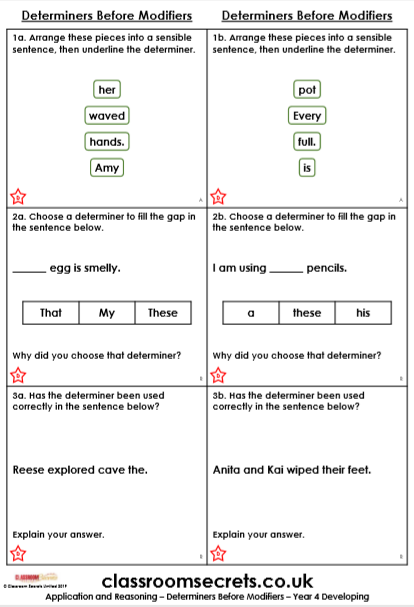 Determiners Before Modifiers
1a. Arrange these pieces into a sensible
sentence, then underline the determiner.
her
waved
hands.
Amy
D
A
2a. Choose a determiner to fill the gap in
the sentence below.
______ egg is smelly.
That My These
Why did you choose that determiner?
D
B
3a. Has the determiner been used
correctly in the sentence below?
Reese explored cave the.
Explain your answer.
D
B
Determiners Before Modifiers
1b. Arrange these pieces into a sensible
sentence, then underline the determiner.
pot
Every
full.
is
D
A
2b. Choose a determiner to fill the gap in
the sentence below.
I am using ______ pencils.
a these his
Why did you choose that determiner?
D
B
3b. Has the determiner been used
correctly in the sentence below?
Anita and Kai wiped their feet.
Explain your answer.
D
B
CLASSROOM Secrets
© Classroom Secrets Limited 2019
classroomsecrets.co.uk
Application and Reasoning – Determiners Before Modifiers – Year 4 Developing